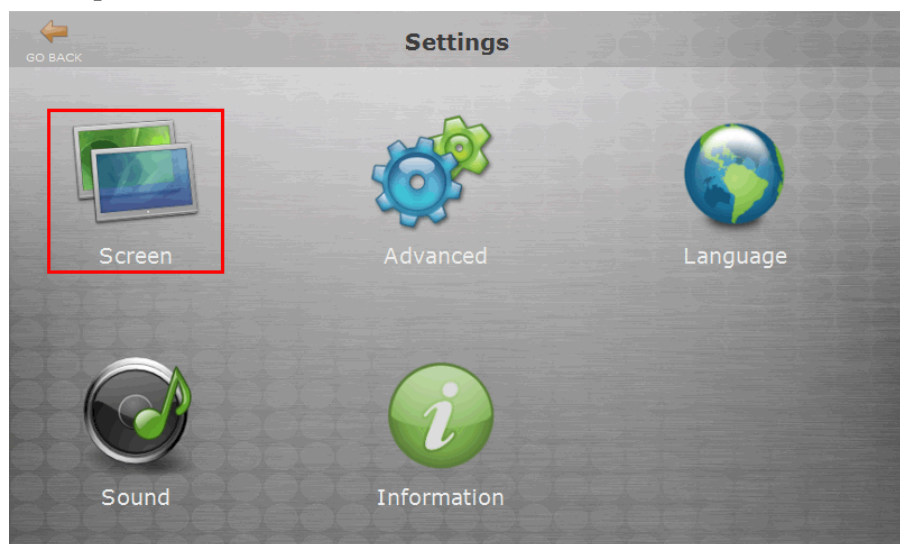 Settings
GO BACK
Screen
Advanced
Language
Sound
Information